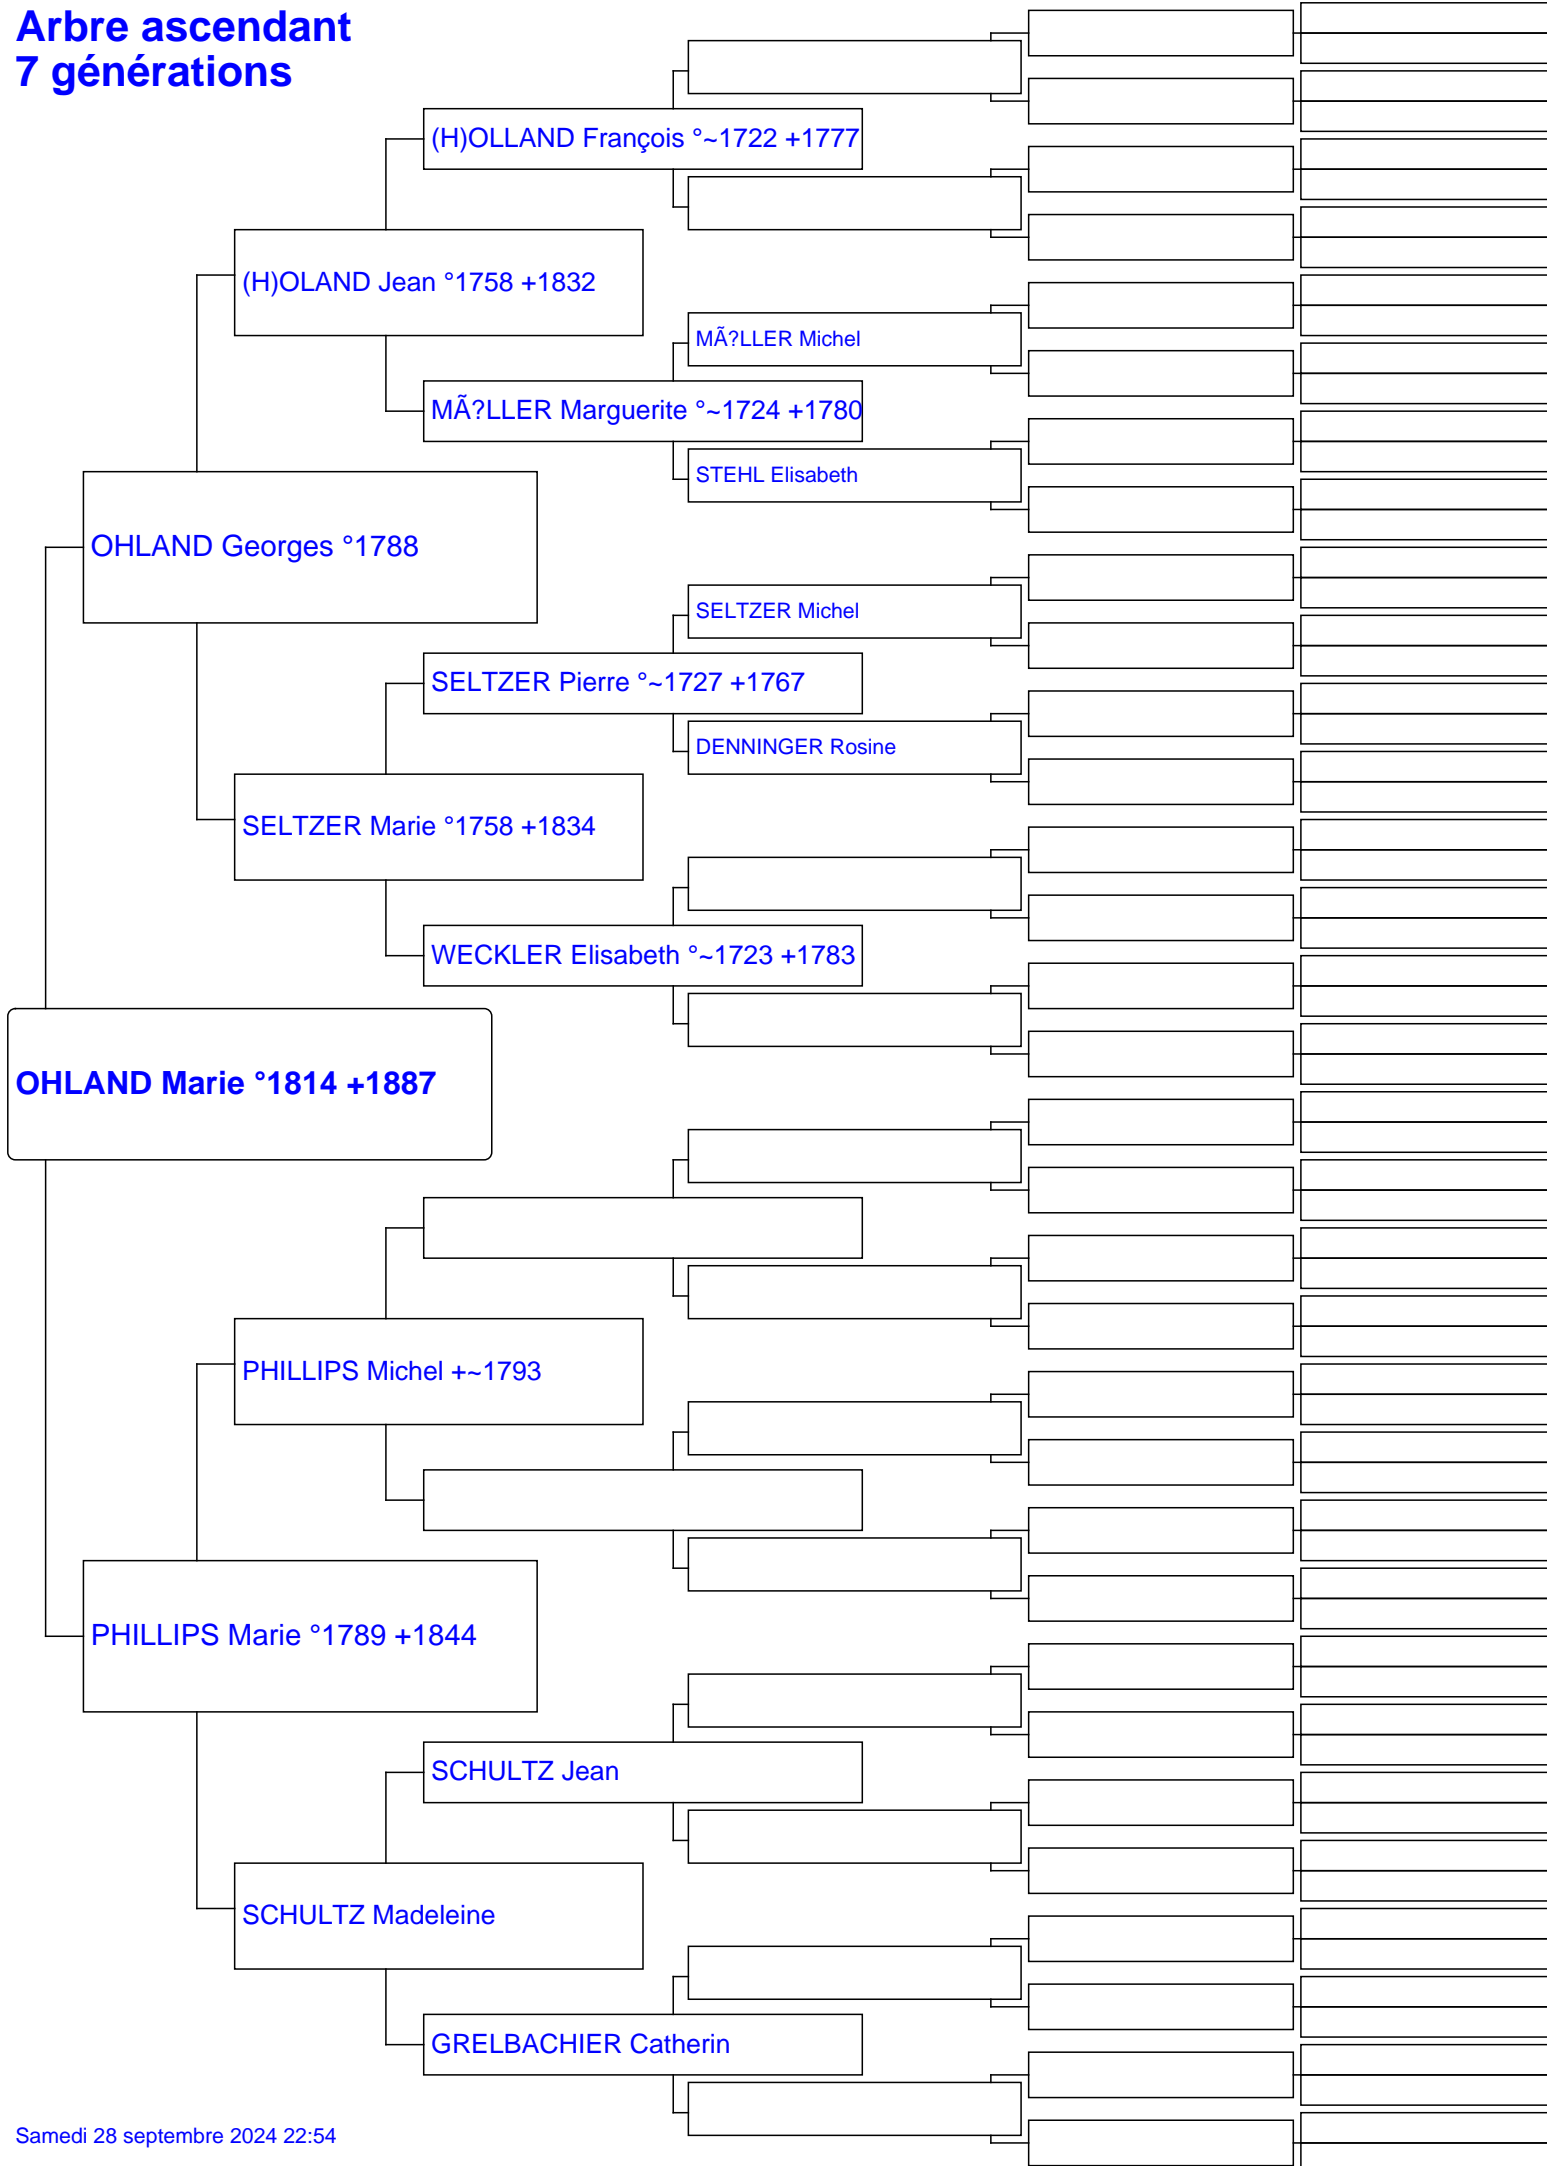 Arbre ascendant
7 générations
(H)OLLAND François °~1722 +1777
(H)OLAND Jean °1758 +1832
MÃ?LLER Michel
MÃ?LLER Marguerite °~1724 +1780
STEHL Elisabeth
OHLAND Georges °1788
SELTZER Michel
SELTZER Pierre °~1727 +1767
DENNINGER Rosine
SELTZER Marie °1758 +1834
WECKLER Elisabeth °~1723 +1783
OHLAND Marie °1814 +1887
PHILLIPS Michel +~1793
PHILLIPS Marie °1789 +1844
SCHULTZ Jean
SCHULTZ Madeleine
GRELBACHIER Catherin
Samedi 28 septembre 2024 22:54